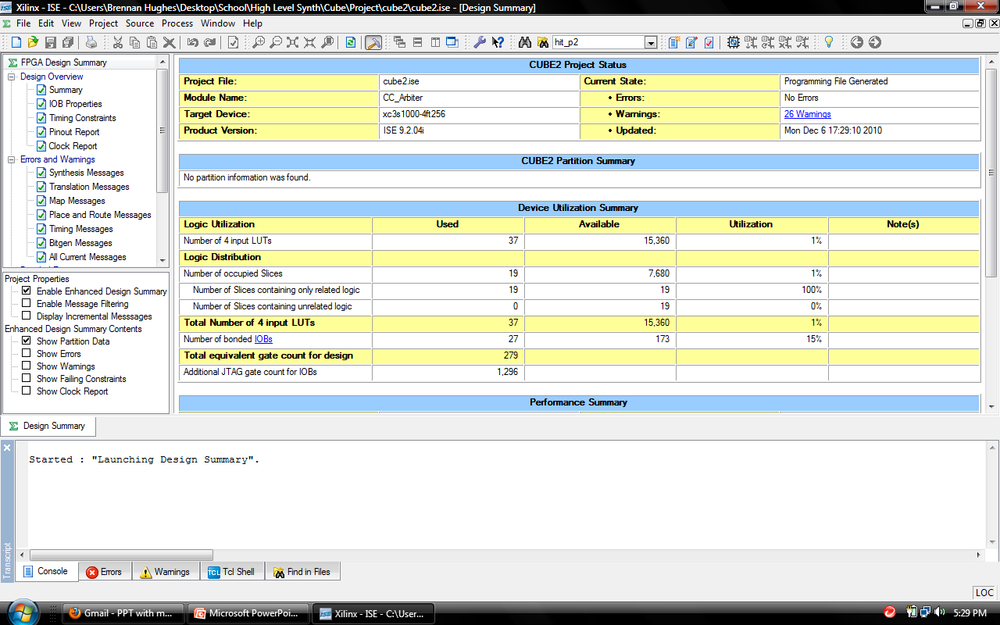 Xilinx - ISE - C:\Users\Brennan Hughes\Desktop\School\High Level Synth\Cube\Project\cube2\cube2.ise - [Design Summary]
File Edit View Project Source Process Window Help
hit_p2
FPGA Design Summary
Design Overview
Summary
IOB Properties
Timing Constraints
Pinout Report
Clock Report
Errors and Warnings
Synthesis Messages
Translation Messages
Map Messages
Place and Route Messages
Timing Messages
Bitgen Messages
All Current Messages
Project Properties
Enable Enhanced Design Summary
Enable Message Filtering
Display Incremental Messsages
Enhanced Design Summary Contents
Show Partition Data
Show Errors
Show Warnings
Show Failing Constraints
Show Clock Report
CUBE2 Project Status
Project File: cube2.ise Current State: Programming File Generated
Module Name: CC_Arbiter • Errors: No Errors
Target Device: xc3s1000-4ft256 • Warnings: 26 Warnings
Product Version: ISE 9.2.04i • Updated: Mon Dec 6 17:29:10 2010
CUBE2 Partition Summary
No partition information was found.
Device Utilization Summary
Logic Utilization Used Available Utilization Note(s)
Number of 4 input LUTs 37 15,360 1%
Logic Distribution
Number of occupied Slices 19 7,680 1%
Number of Slices containing only related logic 19 19 100%
Number of Slices containing unrelated logic 0 19 0%
Total Number of 4 input LUTs 37 15,360 1%
Number of bonded IOBs 27 173 15%
Total equivalent gate count for design 279
Additional JTAG gate count for IOBs 1,296
Performance Summary
Design Summary
Started : "Launching Design Summary".
Transcript
Console Errors Warnings TCL Tcl Shell Find in Files
LOC
Gmail - PPT with m... Microsoft PowerPoi... ISE Xilinx - ISE - C:\User... 5:29 PM